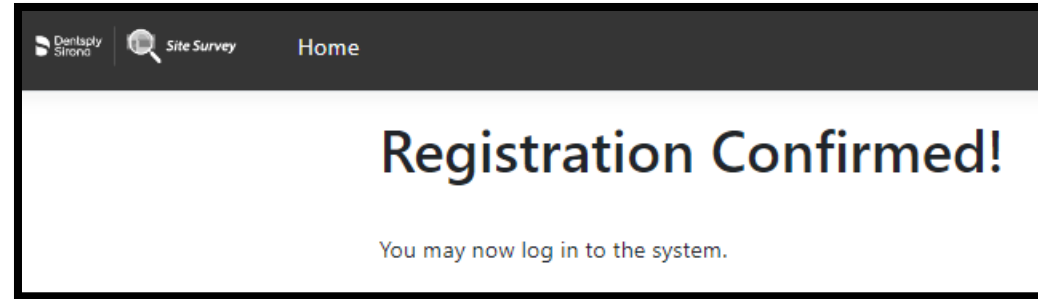 Dentsply
Sirona
Site Survey
Home
Registration Confirmed!
You may now log in to the system.